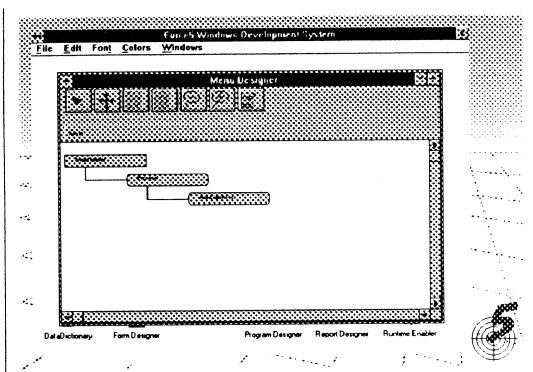 Force5 Windows Development System
File Edit Font Colors Windows
Menu Designer
DataDictionary Form Designer Program Designer Report Designer Runtime Enabler
5